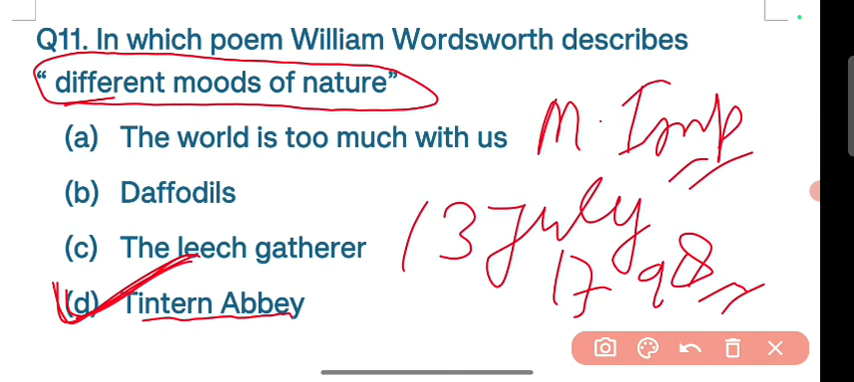 Q11. In which poem William Wordsworth describes
“ different moods of nature”
(a) The world is too much with us
M. Imp
(b) Daffodils
(c) The leech gatherer
13 July
1798
(d) Tintern Abbey